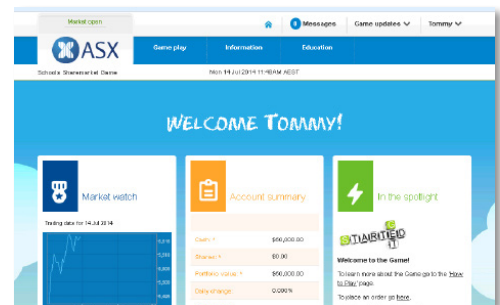 Market open
Messages
Game updates
Tommy
ASX
Game play
Information
Education
Schools Sharemarket Game
Mon 14 Jul 2014 11:48AM AEST
WELCOME TOMMY!
Market watch
Account summary
In the spotlight
Trading data for 14 Jul 2014
Cash
$50,000.00
Shares
$0.00
Portfolio value
$50,000.00
Daily change
0.000%
GET STARTED
Welcome to the Game!
To learn more about the Game go to the 'How
to Play' page.
To place an order go here.